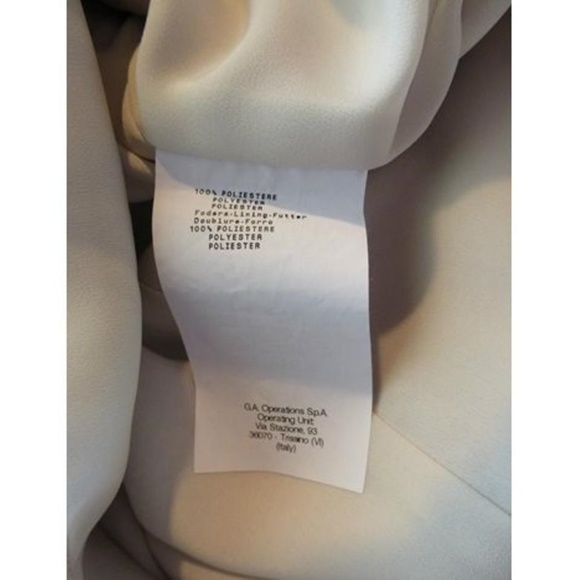 100% POLIESTERE
POLYESTER
POLIESTER
Fodera-Lining-Futter
Doublure-Forro
100% POLIESTERE
POLYESTER
POLIESTER
G.A. Operations S.p.A.
Operating Unit:
Via Stazione, 93
36070 - Trissino (VI)
(Italy)